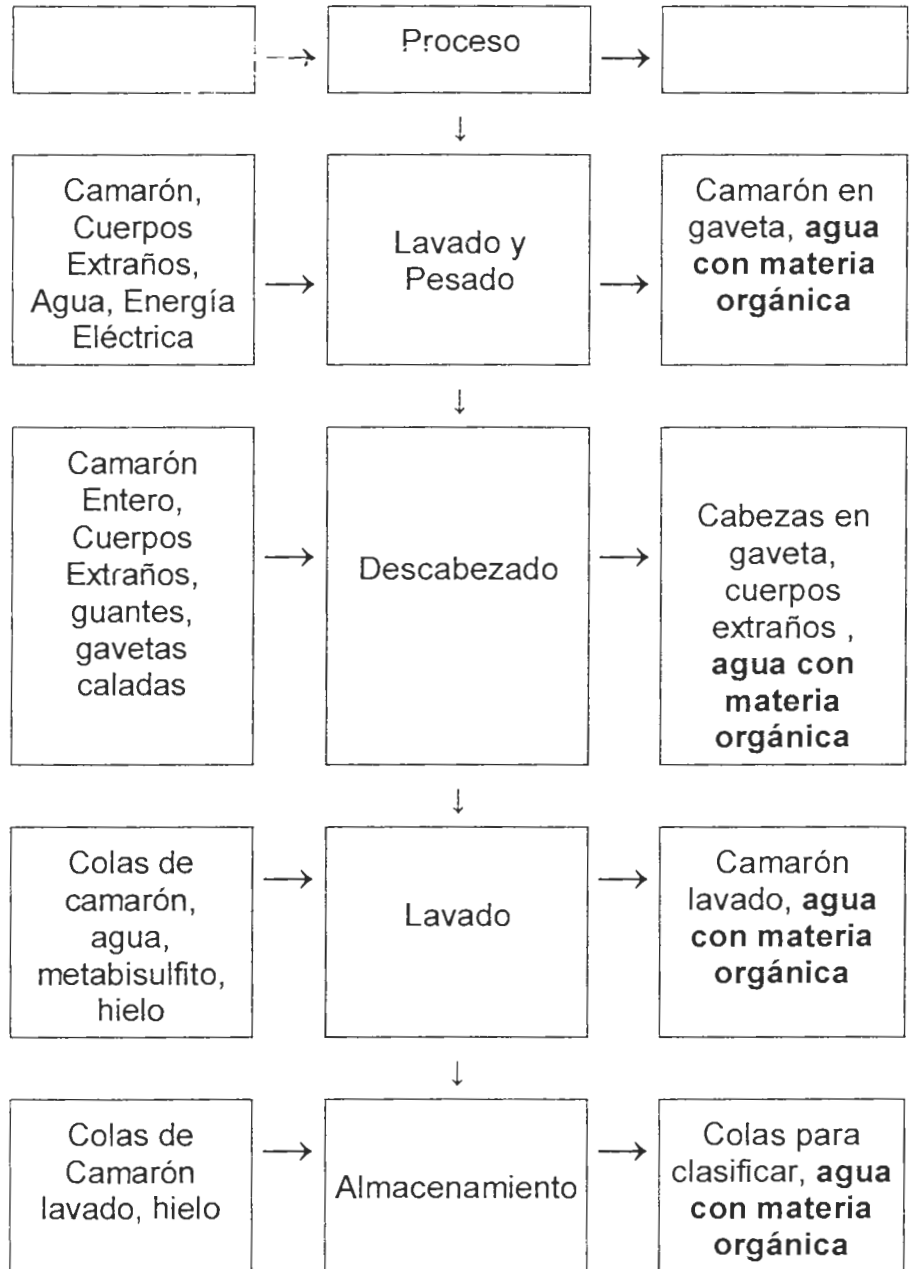 Proceso
Camarón,
Cuerpos
Extraños,
Agua, Energía
Eléctrica
Lavado y
Pesado
Camarón en
gaveta, agua
con materia
orgánica
Camarón
Entero,
Cuerpos
Extraños,
guantes,
gavetas
caladas
Descabezado
Cabezas en
gaveta,
cuerpos
extraños ,
agua con
materia
orgánica
Colas de
camarón,
agua,
metabisulfito,
hielo
Lavado
Camarón
lavado, agua
con materia
orgánica
Colas de
Camarón
lavado, hielo
Almacenamiento
Colas para
clasificar, agua
con materia
orgánica